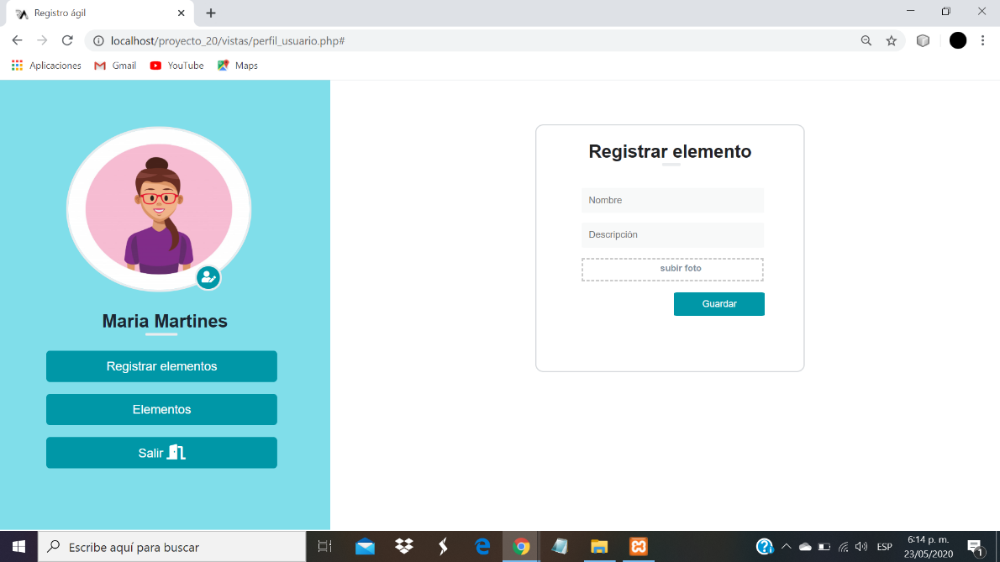 Registro ágil
localhost/proyecto_20/vistas/perfil_usuario.php#
Aplicaciones Gmail YouTube Maps
Maria Martines
Registrar elementos
Elementos
Salir
Registrar elemento
Nombre
Descripción
subir foto
Guardar
Escribe aquí para buscar
ESP
6:14 p. m.
23/05/2020
1